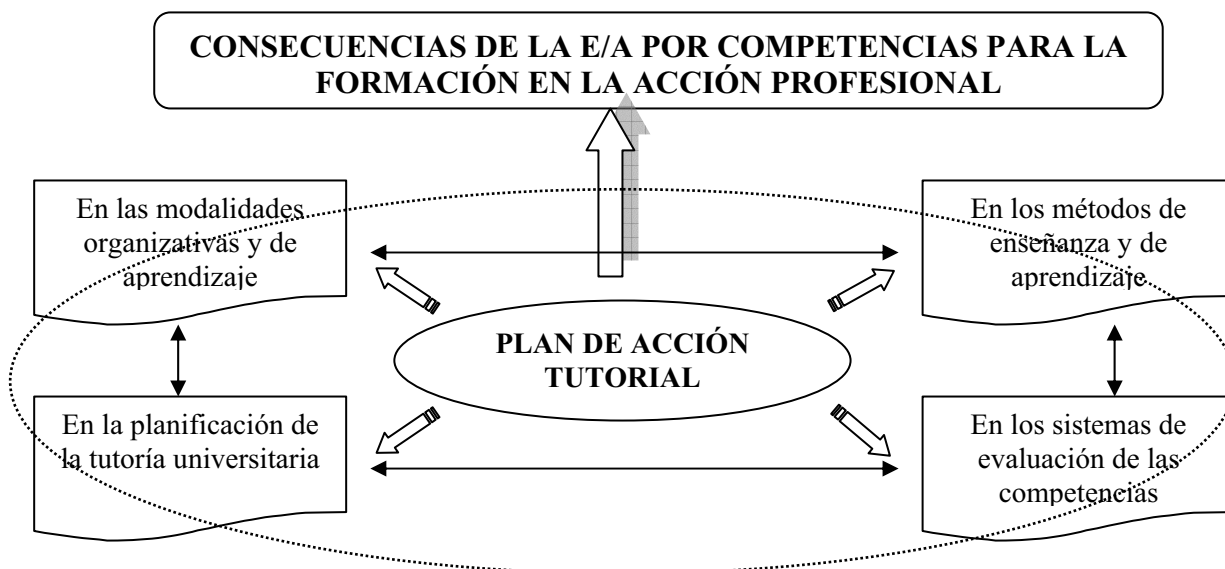 CONSECUENCIAS DE LA E/A POR COMPETENCIAS PARA LA
FORMACIÓN EN LA ACCIÓN PROFESIONAL
En las modalidades
organizativas y de
aprendizaje
En los métodos de
enseñanza y de
aprendizaje
PLAN DE ACCIÓN
TUTORIAL
En la planificación de
la tutoría universitaria
En los sistemas de
evaluación de las
competencias